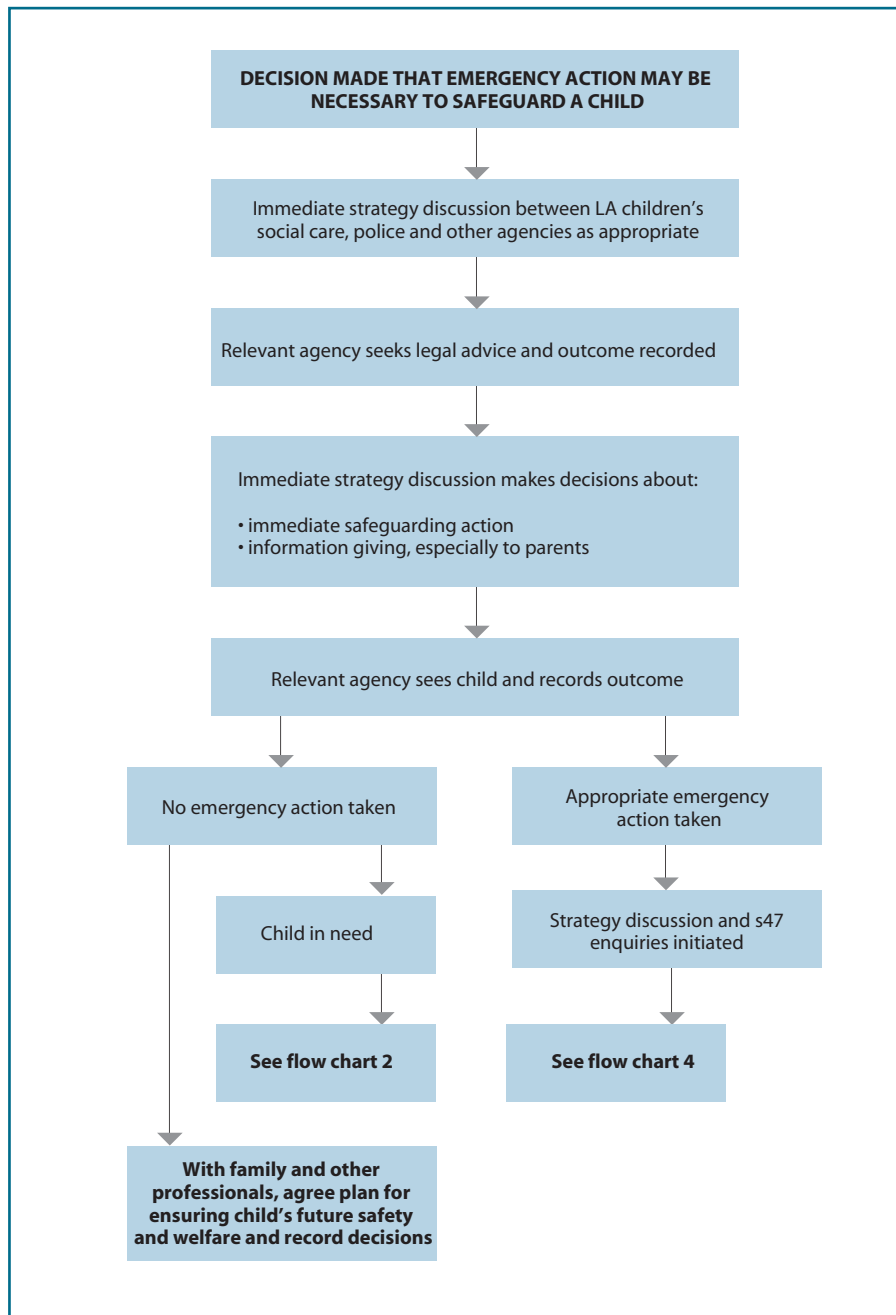 DECISION MADE THAT EMERGENCY ACTION MAY BE
NECESSARY TO SAFEGUARD A CHILD
Immediate strategy discussion between LA children’s
social care, police and other agencies as appropriate
Relevant agency seeks legal advice and outcome recorded
Immediate strategy discussion makes decisions about:
• immediate safeguarding action
• information giving, especially to parents
Relevant agency sees child and records outcome
No emergency action taken
Appropriate emergency
action taken
Child in need
Strategy discussion and s47
enquiries initiated
See flow chart 2
See flow chart 4
With family and other
professionals, agree plan for
ensuring child’s future safety
and welfare and record decisions